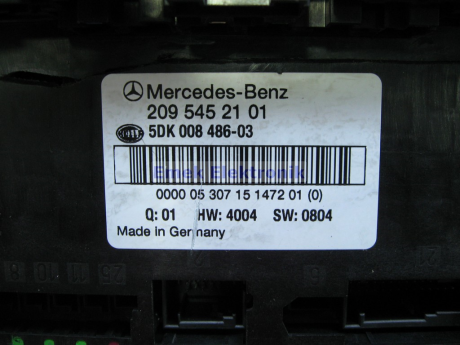 Mercedes-Benz
209 545 21 01
HELLA 5DK 008 486-03
Emek Elektronik
0000 05 307 15 1472 01 (0)
Q: 01 HW: 4004 SW: 0804
Made in Germany